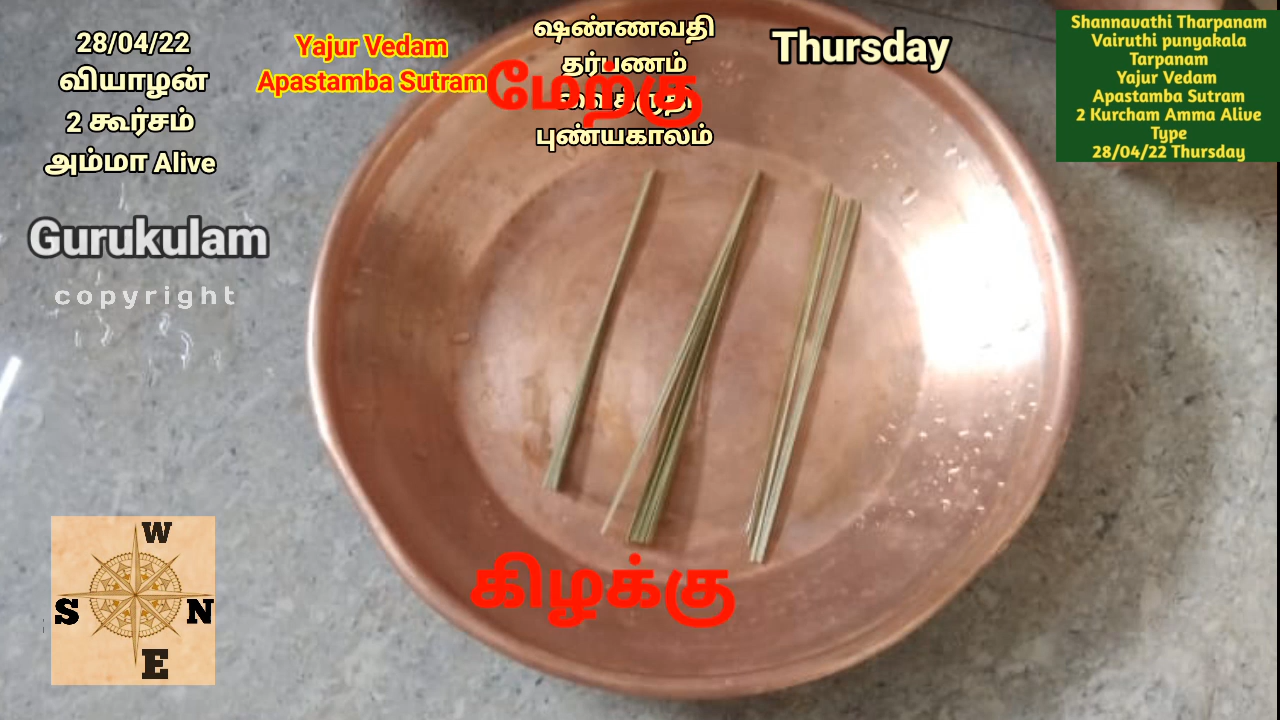 28/04/22
வியாழன்
2 கூர்சம்
அம்மா Alive
Yajur Vedam
Apastamba Sutram
ஷண்ணவதி
தர்பணம்
வைத்ருதி
புண்யகாலம்
மேற்கு
Thursday
Shannavathi Tharpanam
Vairuthi punyakala
Tarpanam
Yajur Vedam
Apastamba Sutram
2 Kurcham Amma Alive
Type
28/04/22 Thursday
Gurukulam
copyright
W
S N
E
கிழக்கு